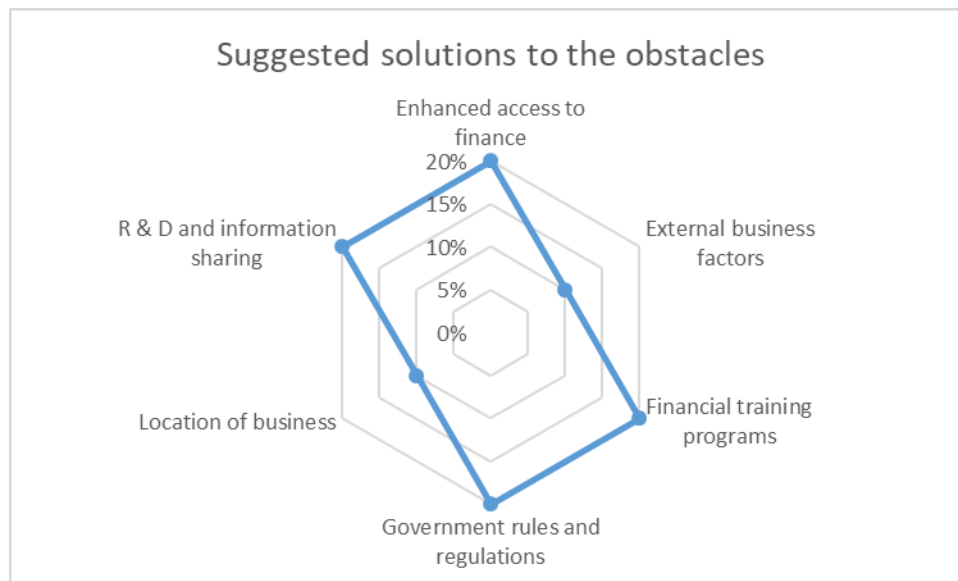 Suggested solutions to the obstacles
Enhanced access to
finance
20%
15%
10%
5%
0%
External business
factors
Financial training
programs
Government rules and
regulations
Location of business
R & D and information
sharing